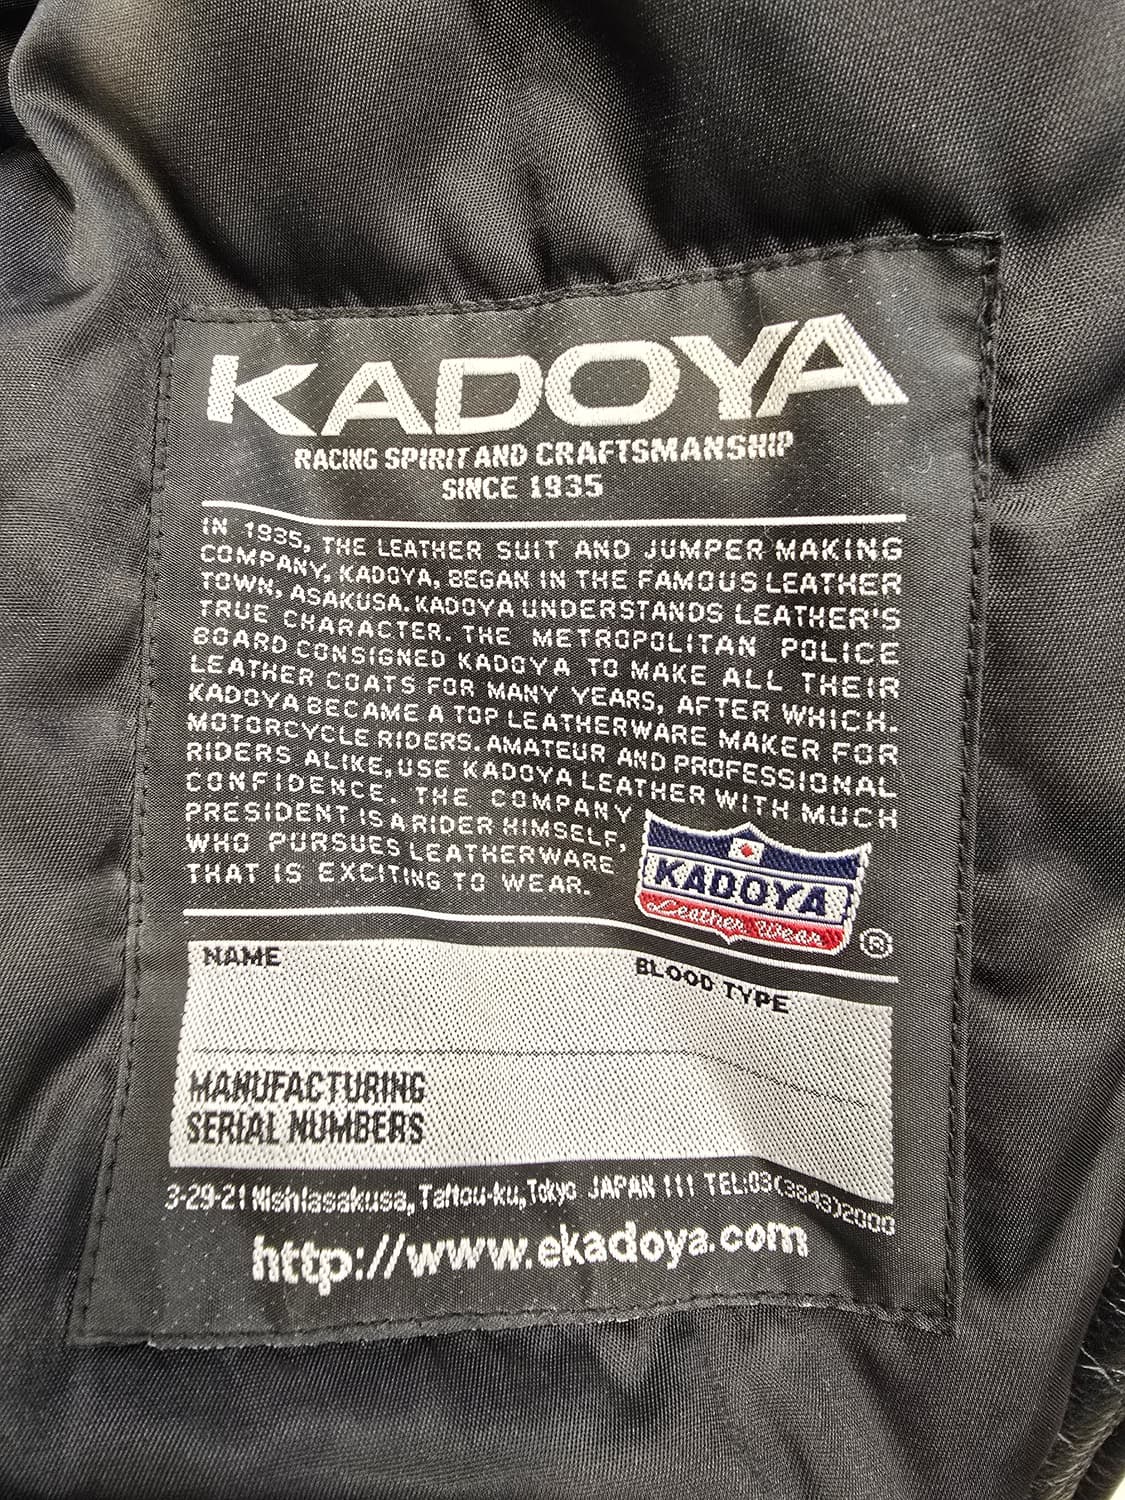 KADOYA
RACING SPIRIT AND CRAFTSMANSHIP
SINCE 1935
IN 1935, THE LEATHER SUIT AND JUMPER MAKING
COMPANY, KADOYA, BEGAN IN THE FAMOUS LEATHER
TOWN, ASAKUSA. KADOYA UNDERSTANDS LEATHER'S
TRUE CHARACTER. THE METROPOLITAN POLICE
BOARD CONSIGNED KADOYA TO MAKE ALL THEIR
LEATHER COATS FOR MANY YEARS, AFTER WHICH.
KADOYA BECAME A TOP LEATHERWARE MAKER FOR
MOTORCYCLE RIDERS. AMATEUR AND PROFESSIONAL
RIDERS ALIKE, USE KADOYA LEATHER WITH MUCH
CONFIDENCE. THE COMPANY
PRESIDENT IS A RIDER HIMSELF,
WHO PURSUES LEATHERWARE
THAT IS EXCITING TO WEAR.
KADOYA
Leather Wear
®
NAME
BLOOD TYPE
MANUFACTURING
SERIAL NUMBERS
3-29-21 Nishiasakusa, Taitou-ku, Tokyo JAPAN 111 TEL:03(3843)2000
http://www.ekadoya.com